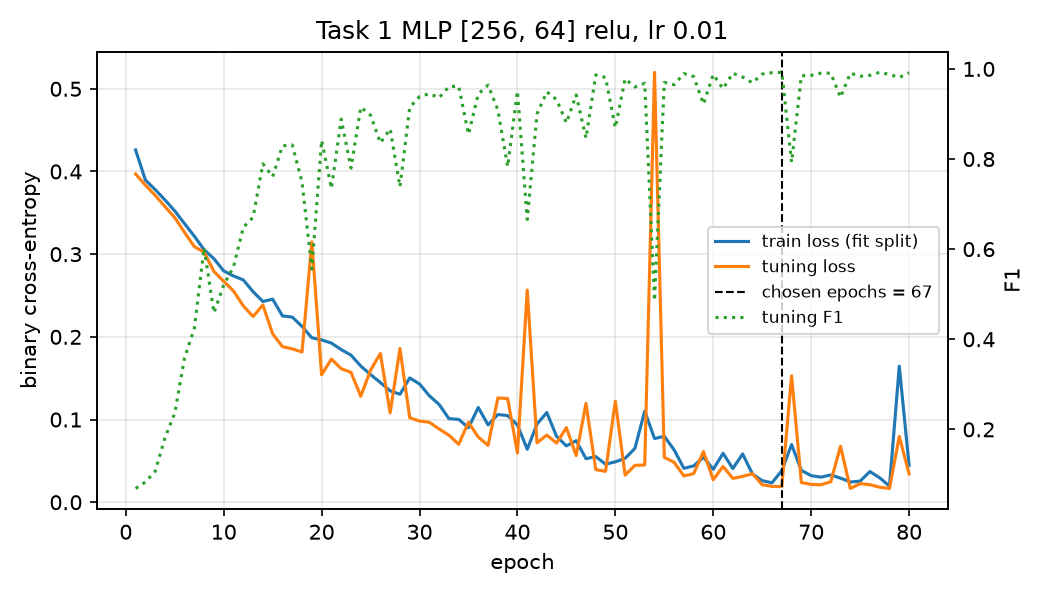 Task 1 MLP [256, 64] relu, lr 0.01
binary cross-entropy
0.5
0.4
0.3
0.2
0.1
0.0
1.0
0.8
0.6
0.4
0.2
F1
train loss (fit split)
tuning loss
chosen epochs = 67
tuning F1
0 10 20 30 40 50 60 70 80
epoch